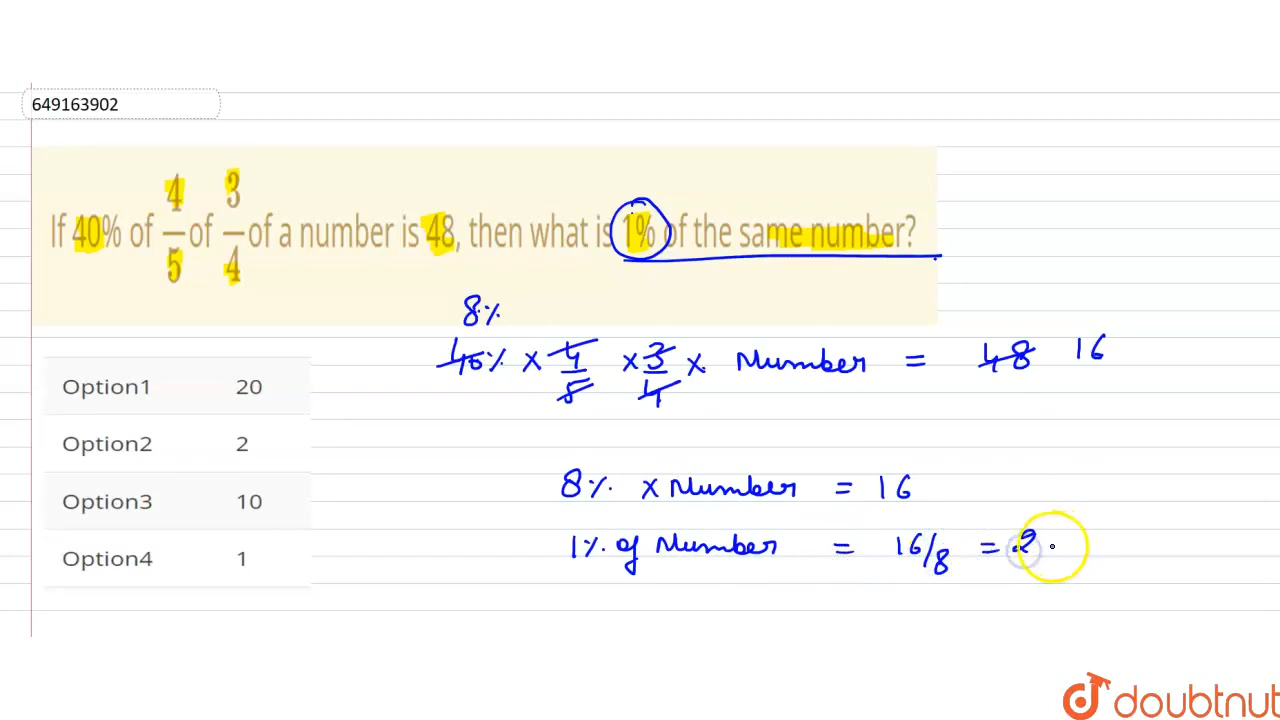 649163902
If 40% of 4/5 of 3/4 of a number is 48, then what is 1% of the same number?
8%
40% × 4/5 × 3/4 × Number = 48 16
Option1 20
Option2 2
Option3 10
Option4 1
8% × Number = 16
1% of Number = 16/8 = 2
doubtnut